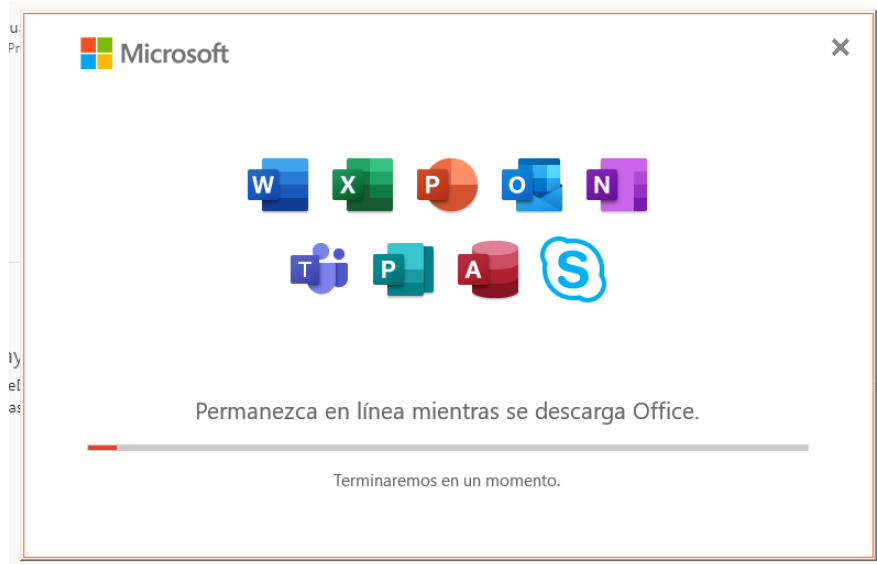 Microsoft
W X P O N
T P A S
Permanezca en línea mientras se descarga Office.
Terminaremos en un momento.